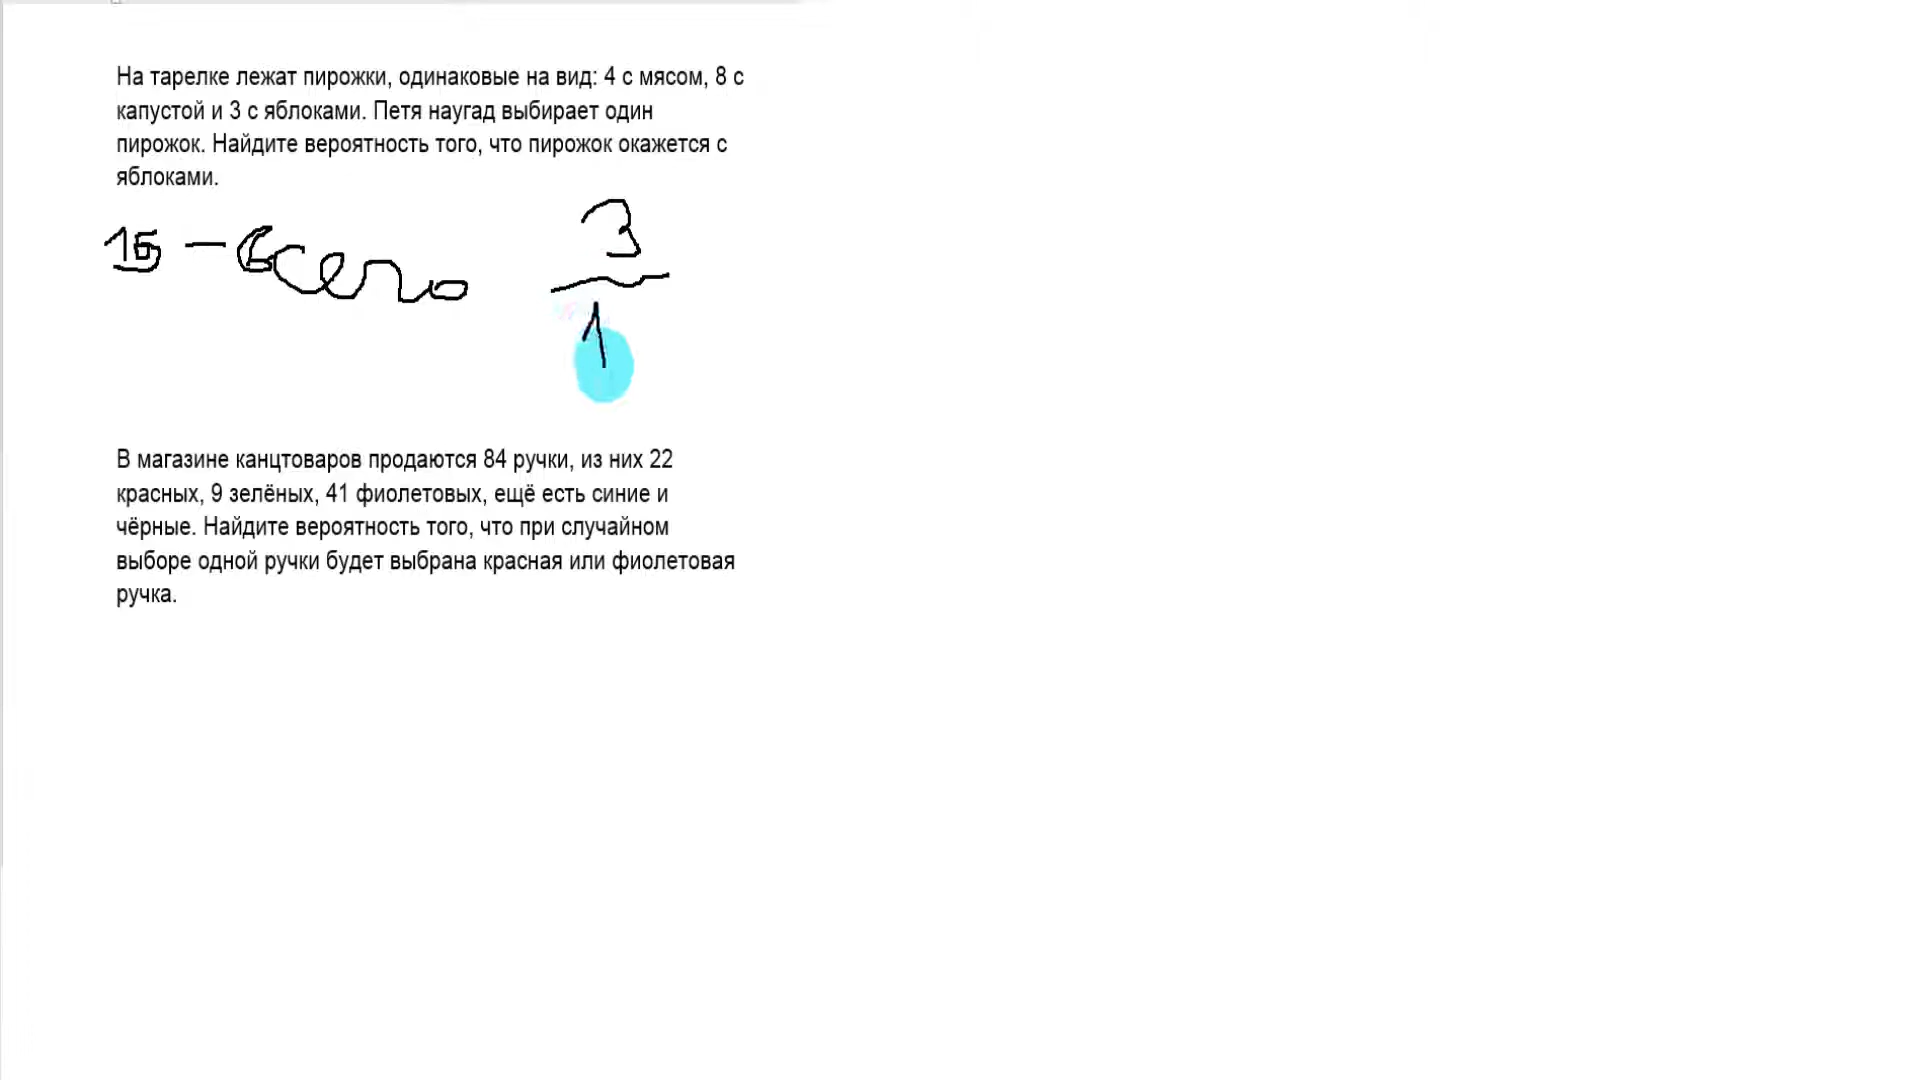 На тарелке лежат пирожки, одинаковые на вид: 4 с мясом, 8 с
капустой и 3 с яблоками. Петя наугад выбирает один
пирожок. Найдите вероятность того, что пирожок окажется с
яблоками.
15 - всего
3
1
В магазине канцтоваров продаются 84 ручки, из них 22
красных, 9 зелёных, 41 фиолетовых, ещё есть синие и
чёрные. Найдите вероятность того, что при случайном
выборе одной ручки будет выбрана красная или фиолетовая
ручка.